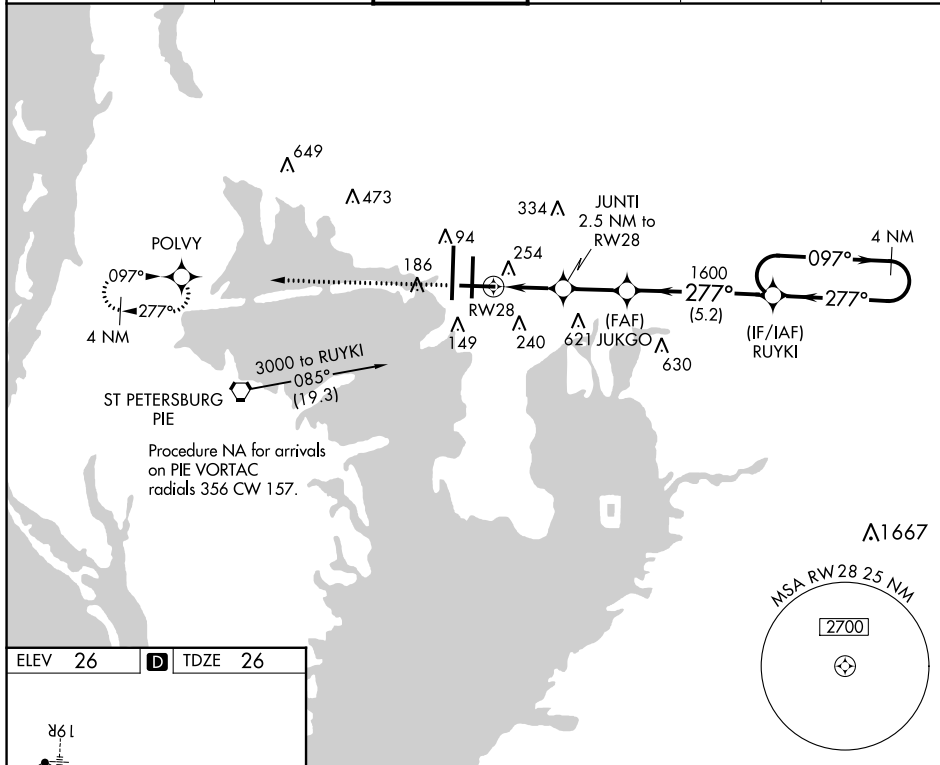 649
473
334
JUNTI
2.5 NM to
RW28
94
254
POLVY
097°
277°
4 NM
186
RW28
1600
277°
(5.2)
097°
277°
4 NM
(IF/IAF)
RUYKI
149
240
621
(FAF)
JUKGO
630
3000 to RUYKI
085°
(19.3)
ST PETERSBURG
PIE
Procedure NA for arrivals
on PIE VORTAC
radials 356 CW 157.
1667
MSA RW28 25 NM
2700
ELEV 26 D TDZE 26
19R